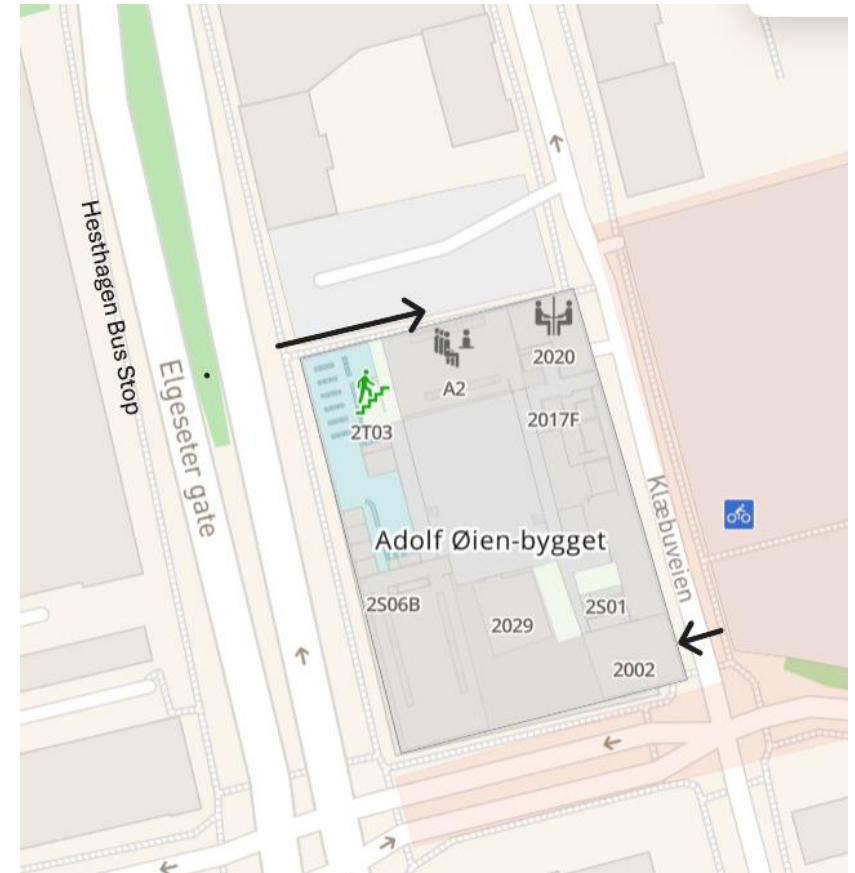 Hesthagen Bus Stop
Elgeseter gate
2020
A2
2017F
2T03
Klæbuveien
Adolf Øien-bygget
2S06B
2S01
2029
2002